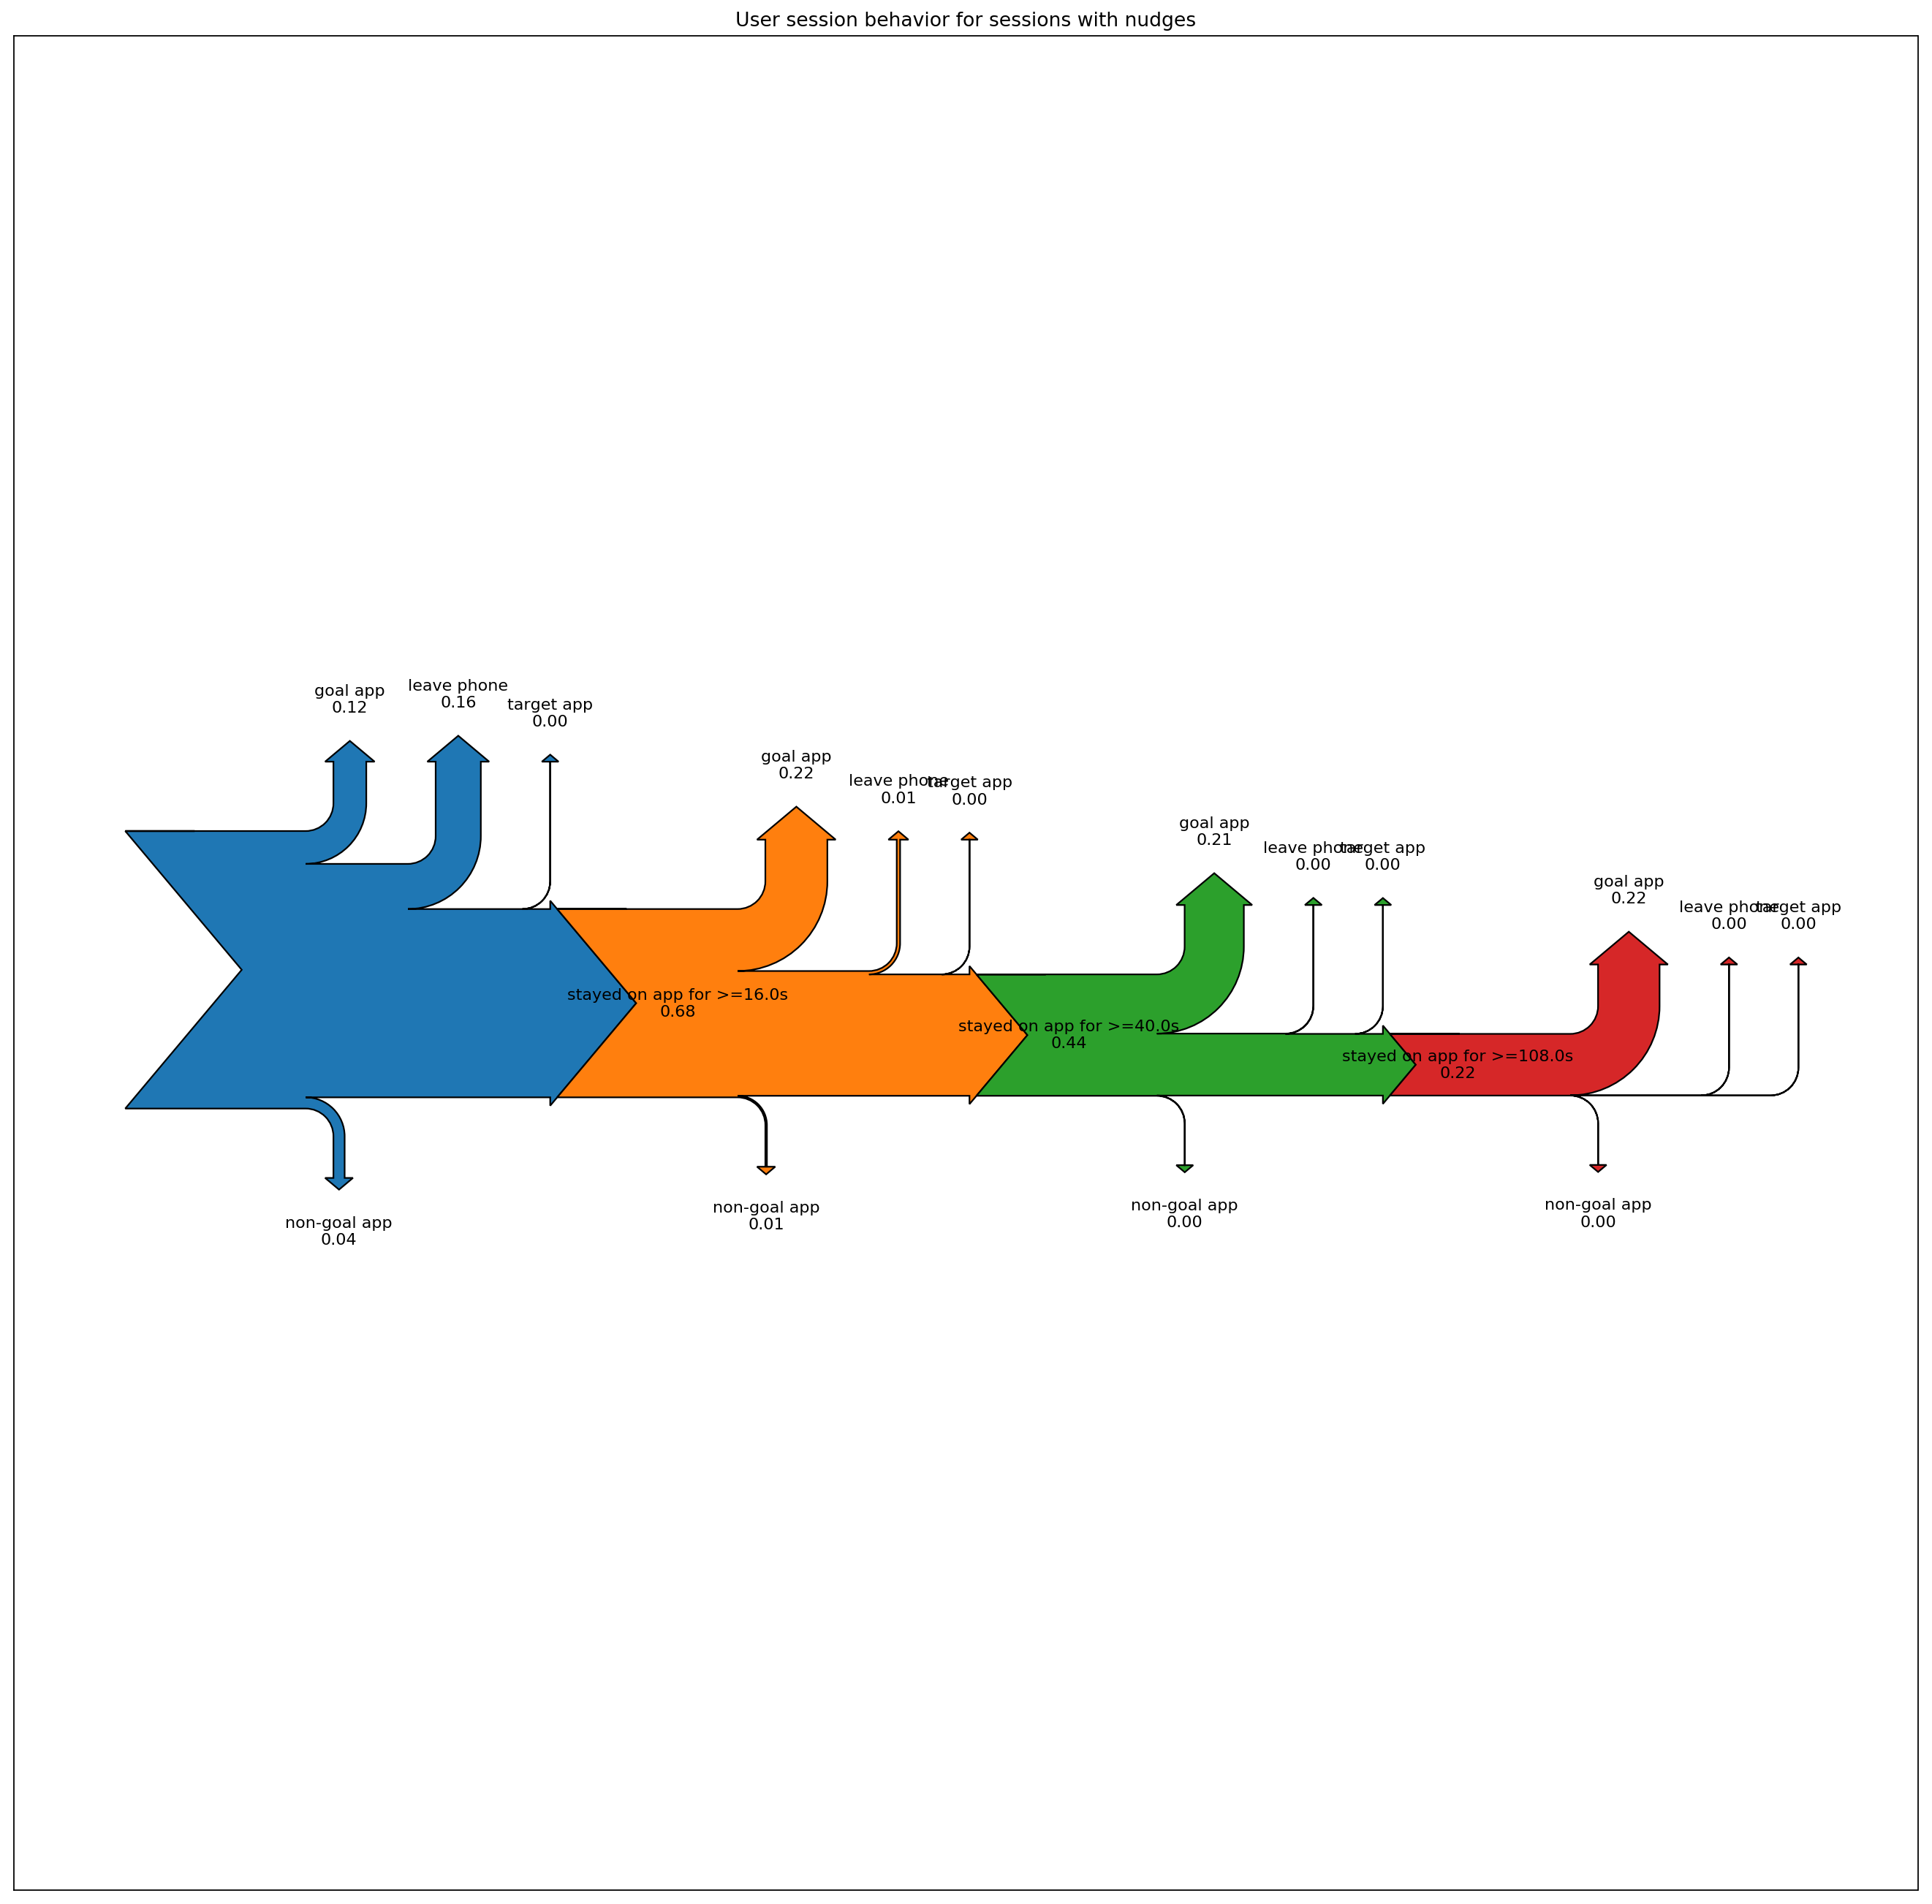 User session behavior for sessions with nudges
goal app
0.12
leave phone
0.16
target app
0.00
goal app
0.22
leave phone
0.01
target app
0.00
goal app
0.21
leave phone
0.00
target app
0.00
goal app
0.22
leave phone
0.00
target app
0.00
stayed on app for >=16.0s
0.68
stayed on app for >=40.0s
0.44
stayed on app for >=108.0s
0.22
non-goal app
0.04
non-goal app
0.01
non-goal app
0.00
non-goal app
0.00